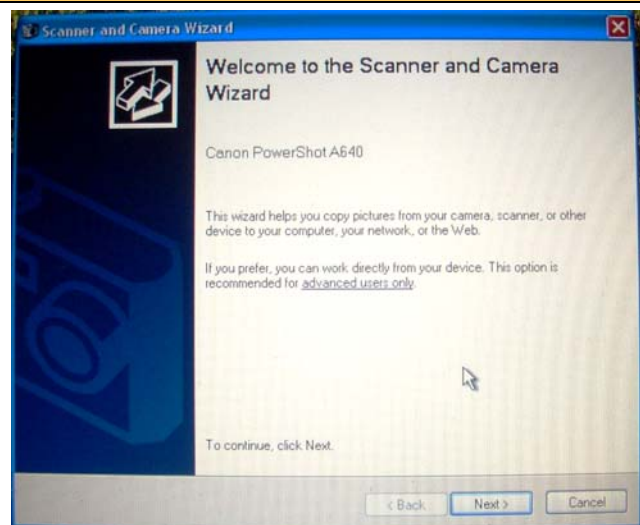 Scanner and Camera Wizard
Welcome to the Scanner and Camera
Wizard
Canon PowerShot A640
This wizard helps you copy pictures from your camera, scanner, or other
device to your computer, your network, or the Web.
If you prefer, you can work directly from your device. This option is
recommended for advanced users only.
To continue, click Next.
< Back
Next >
Cancel